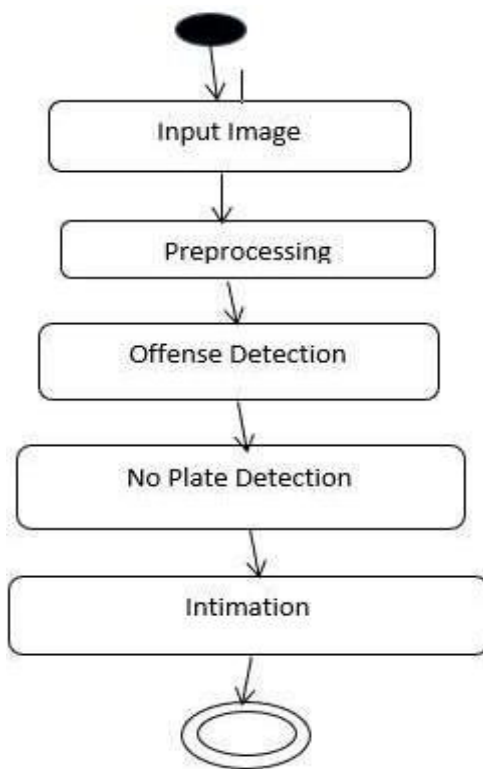 Input Image
Preprocessing
Offense Detection
No Plate Detection
Intimation